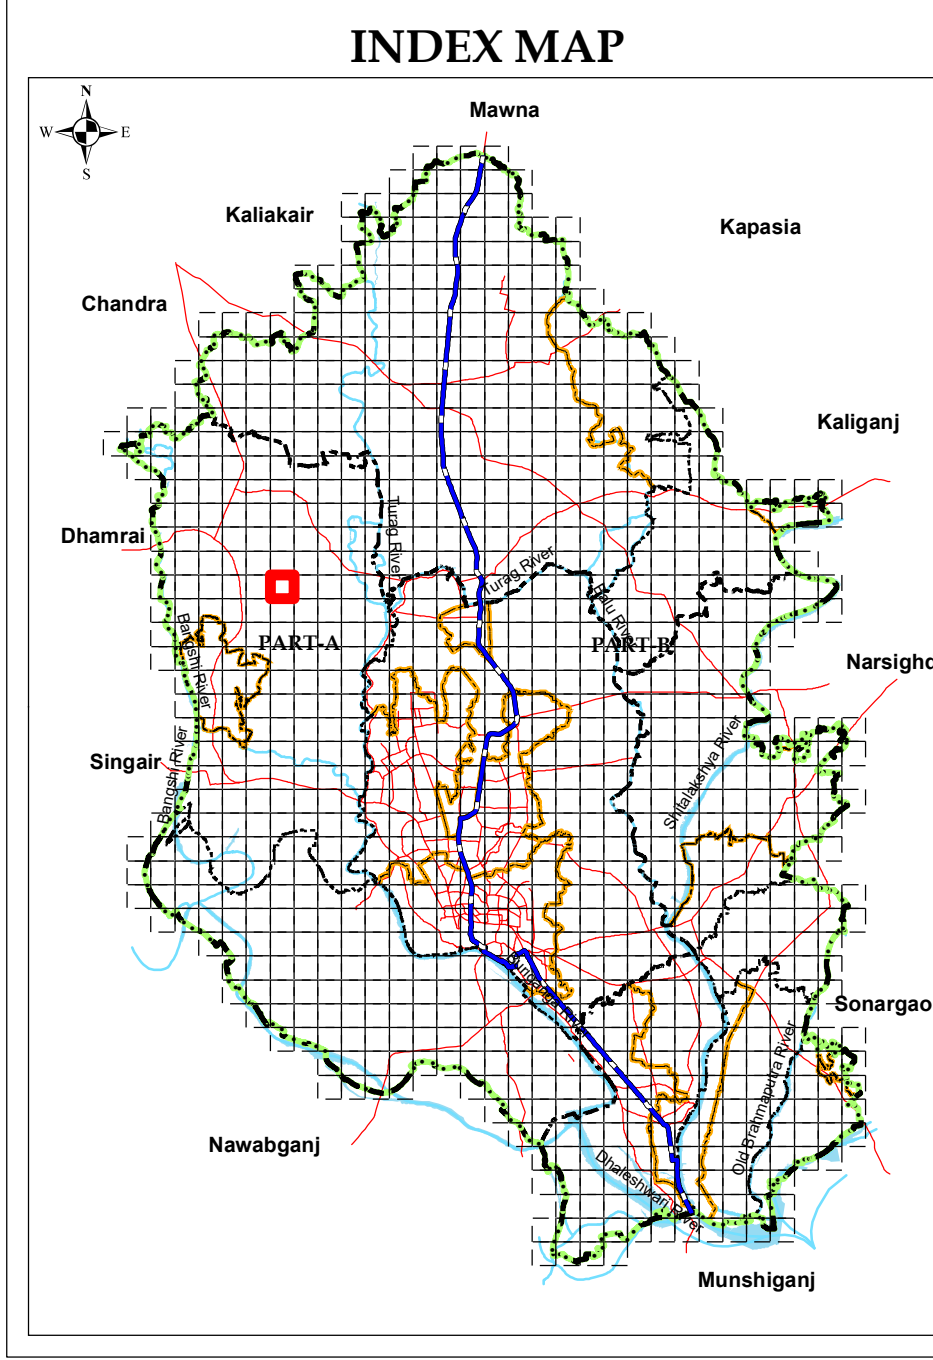 INDEX MAP
N
W E
S
Mawna
Kaliakair
Kapasia
Chandra
Kaliganj
Turag River
Dhamrai
Turag River
Balu River
Bangshi River
PART-A
PART-B
Narsighd
Shitalakshya River
Singair
Bangshi River
Buriganga River
Sonargao
Old Brahmaputra River
Nawabganj
Dhaleshwari River
Munshiganj